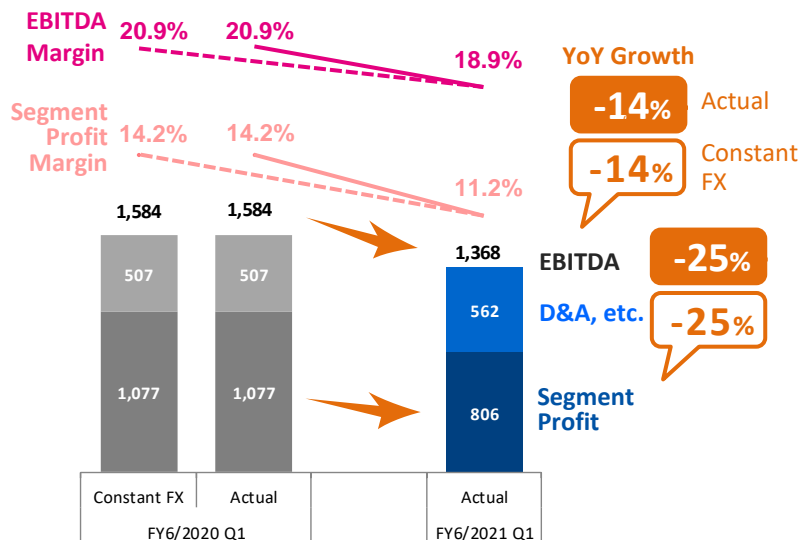 EBITDA
Margin
20.9%
20.9%
18.9%
Segment
Profit
Margin
14.2%
14.2%
11.2%
YoY Growth
-14%
Actual
-14%
Constant
FX
1,584
1,584
1,368
507
507
562
1,077
1,077
806
EBITDA
-25%
D&A, etc.
-25%
Segment
Profit
Constant FX
Actual
Actual
FY6/2020 Q1
FY6/2021 Q1